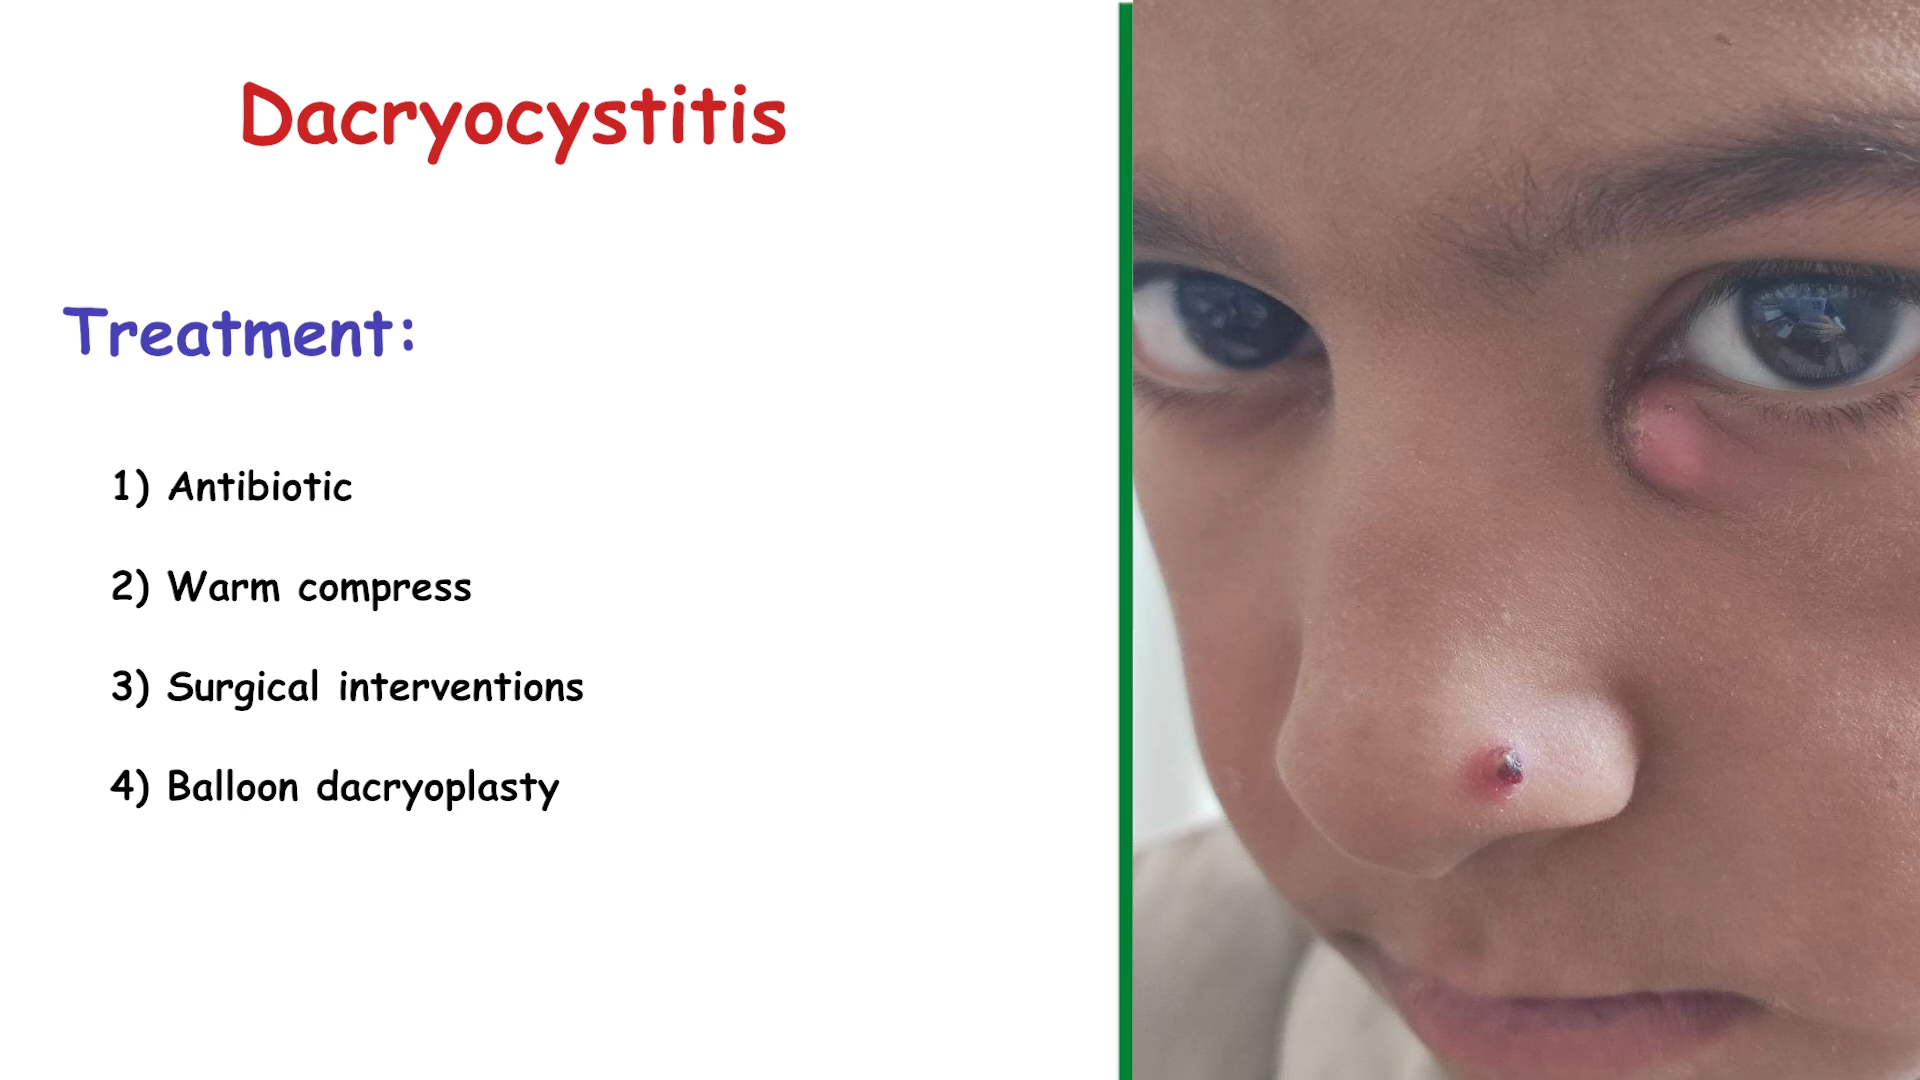 Dacryocystitis
Treatment:
1) Antibiotic
2) Warm compress
3) Surgical interventions
4) Balloon dacryoplasty